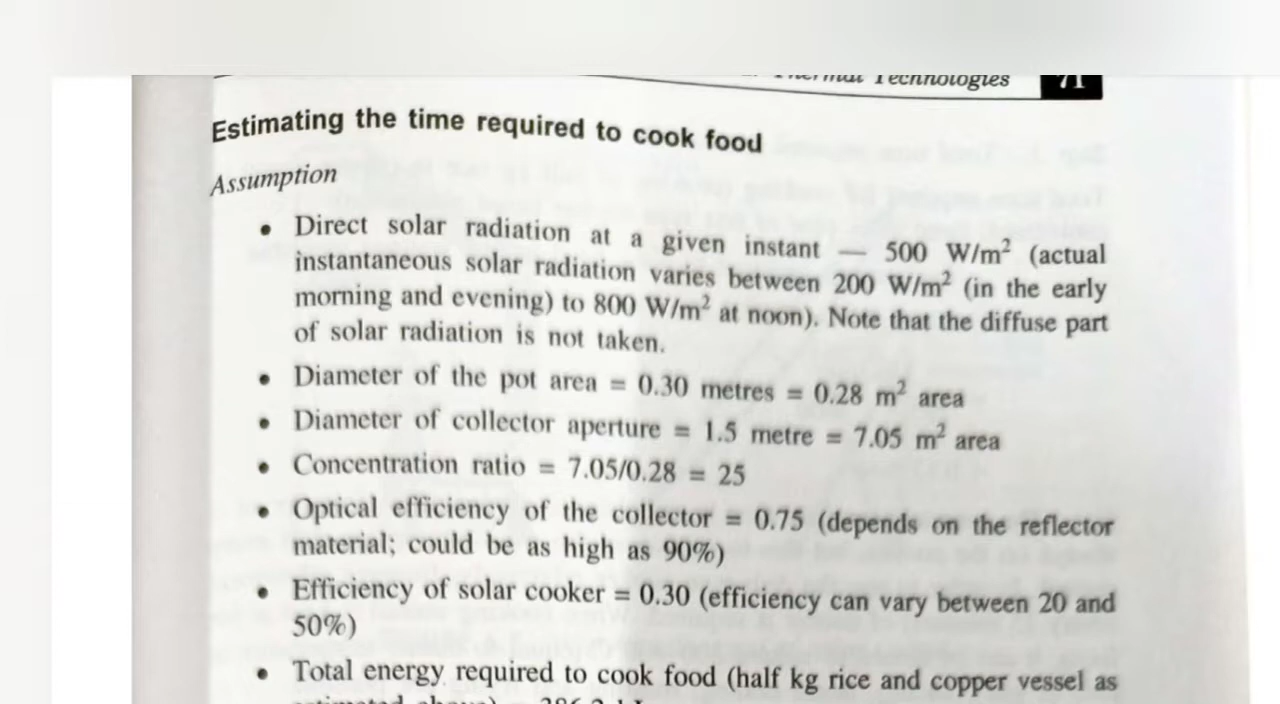 Technologies 71
Estimating the time required to cook food
Assumption
• Direct solar radiation at a given instant — 500 W/m² (actual
instantaneous solar radiation varies between 200 W/m² (in the early
morning and evening) to 800 W/m² at noon). Note that the diffuse part
of solar radiation is not taken.
• Diameter of the pot area = 0.30 metres = 0.28 m² area
• Diameter of collector aperture = 1.5 metre = 7.05 m² area
• Concentration ratio = 7.05/0.28 = 25
• Optical efficiency of the collector = 0.75 (depends on the reflector
material; could be as high as 90%)
• Efficiency of solar cooker = 0.30 (efficiency can vary between 20 and
50%)
• Total energy required to cook food (half kg rice and copper vessel as